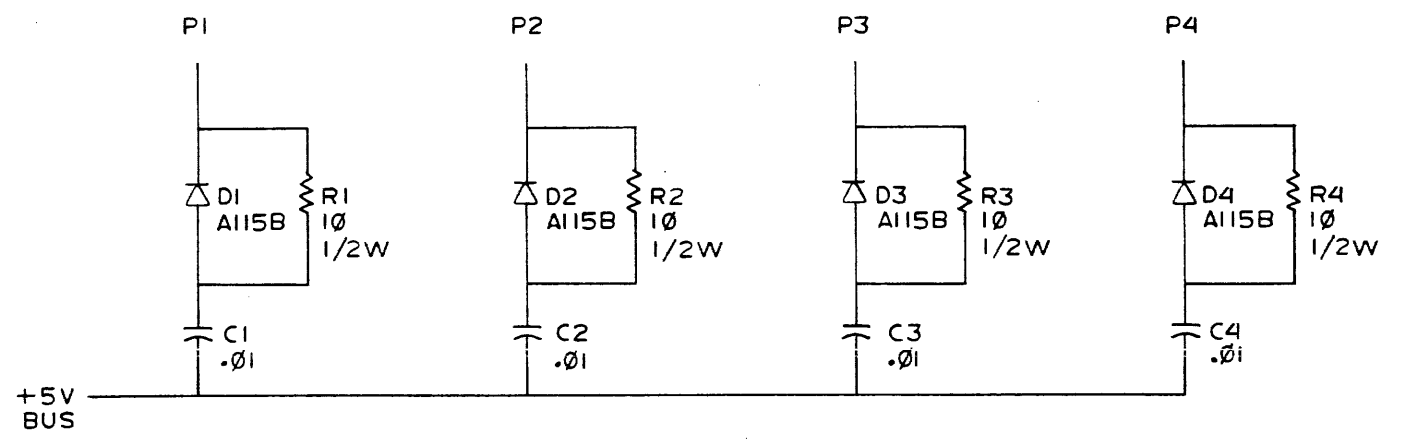 P1
P2
P3
P4
D1
A115B
R1
1Ø
1/2W
D2
A115B
R2
1Ø
1/2W
D3
A115B
R3
1Ø
1/2W
D4
A115B
R4
1Ø
1/2W
C1
.Ø1
C2
.Ø1
C3
.Ø1
C4
.Ø1
+5V
BUS